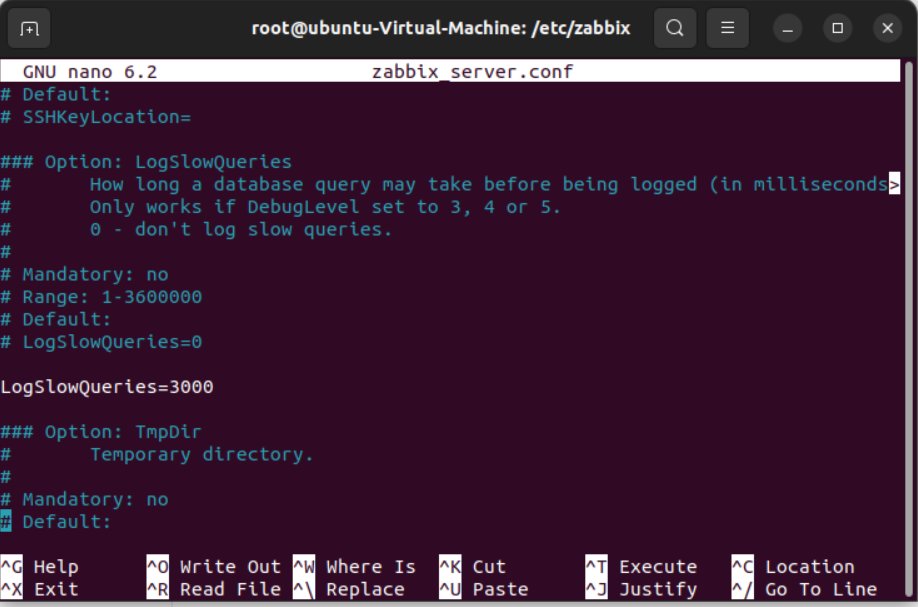 root@ubuntu-Virtual-Machine: /etc/zabbix
GNU nano 6.2 zabbix_server.conf
# Default:
# SSHKeyLocation=
### Option: LogSlowQueries
# How long a database query may take before being logged (in milliseconds>
# Only works if DebugLevel set to 3, 4 or 5.
# 0 - don't log slow queries.
#
# Mandatory: no
# Range: 1-3600000
# Default:
# LogSlowQueries=0
LogSlowQueries=3000
### Option: TmpDir
# Temporary directory.
#
# Mandatory: no
# Default:
^G Help ^O Write Out ^W Where Is ^K Cut ^T Execute ^C Location
^X Exit ^R Read File ^\ Replace ^U Paste ^J Justify ^/ Go To Line